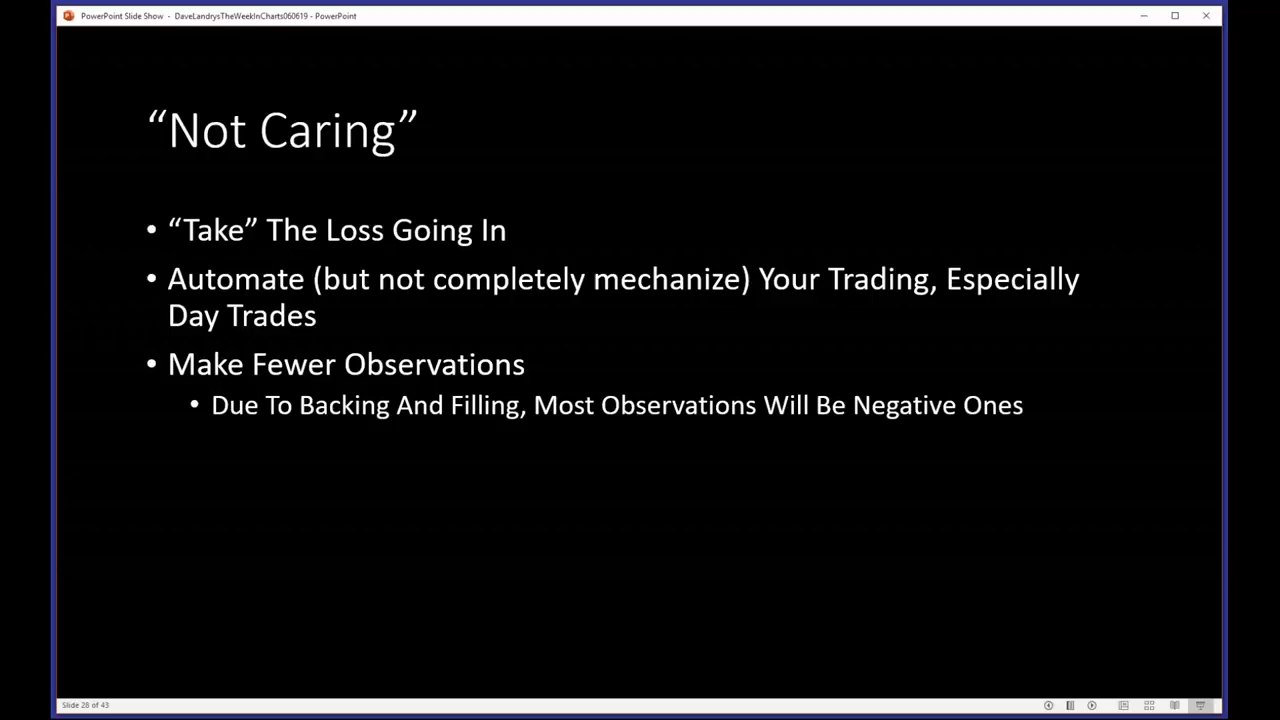 PowerPoint Slide Show - DaveLandrysTheWeekInCharts060619 - PowerPoint
“Not Caring”
• “Take” The Loss Going In
• Automate (but not completely mechanize) Your Trading, Especially
Day Trades
• Make Fewer Observations
• Due To Backing And Filling, Most Observations Will Be Negative Ones
Slide 28 of 43